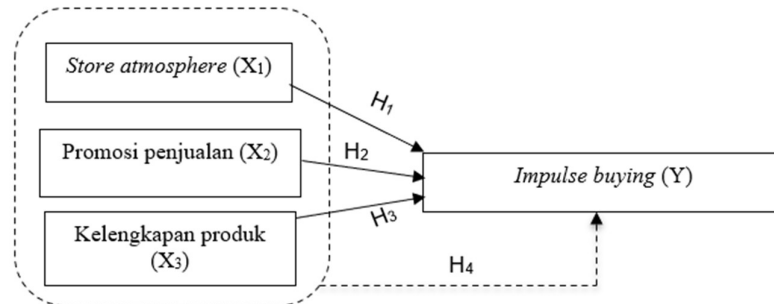 Store atmosphere (X1)
H1
Promosi penjualan (X2)
H2
Impulse buying (Y)
Kelengkapan produk
(X3)
H3
H4